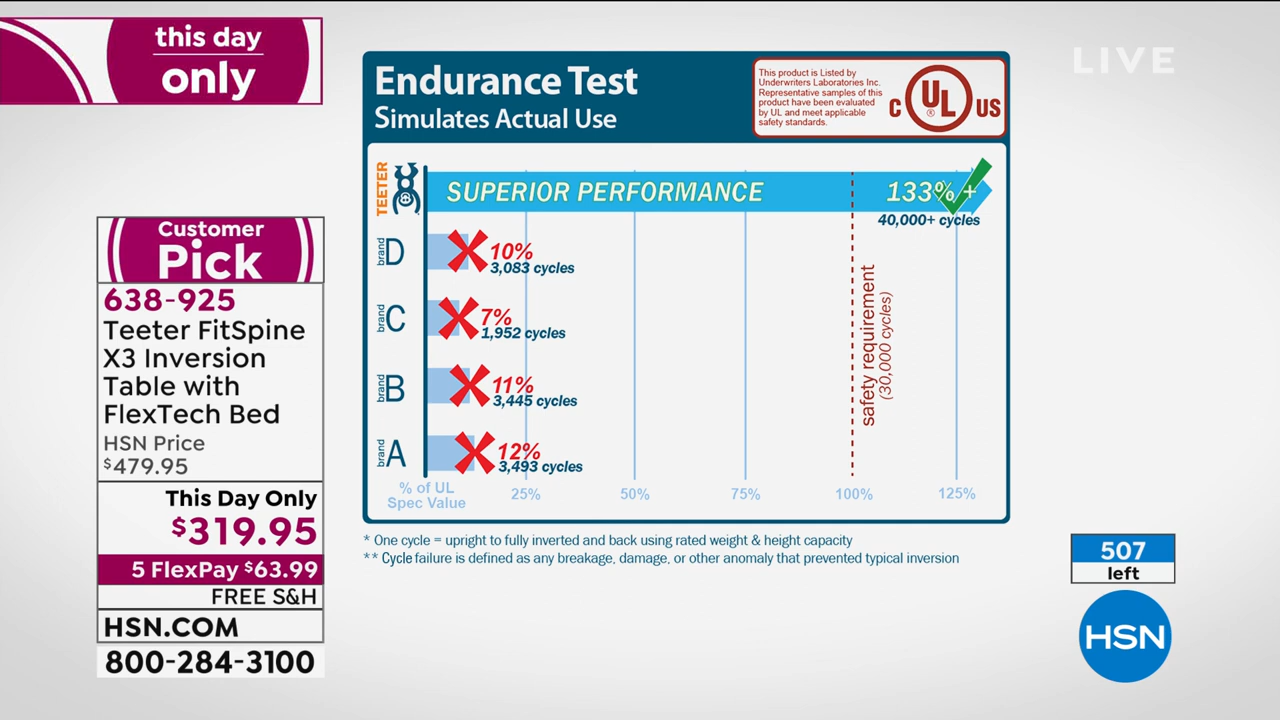 this day
only
Customer
Pick
638-925
Teeter FitSpine
X3 Inversion
Table with
FlexTech Bed
HSN Price
$479.95
This Day Only
$319.95
5 FlexPay $63.99
FREE S&H
HSN.COM
800-284-3100
Endurance Test
Simulates Actual Use
This product is Listed by
Underwriters Laboratories Inc.
Representative samples of this
product have been evaluated
by UL and meet applicable
safety standards.
C UL ® US
TEETER
SUPERIOR PERFORMANCE
133% +
40,000+ cycles
brand D
10%
3,083 cycles
brand C
7%
1,952 cycles
brand B
11%
3,445 cycles
brand A
12%
3,493 cycles
safety requirement
(30,000 cycles)
% of UL
Spec Value
25%
50%
75%
100%
125%
* One cycle = upright to fully inverted and back using rated weight & height capacity
** Cycle failure is defined as any breakage, damage, or other anomaly that prevented typical inversion
LIVE
507
left
HSN